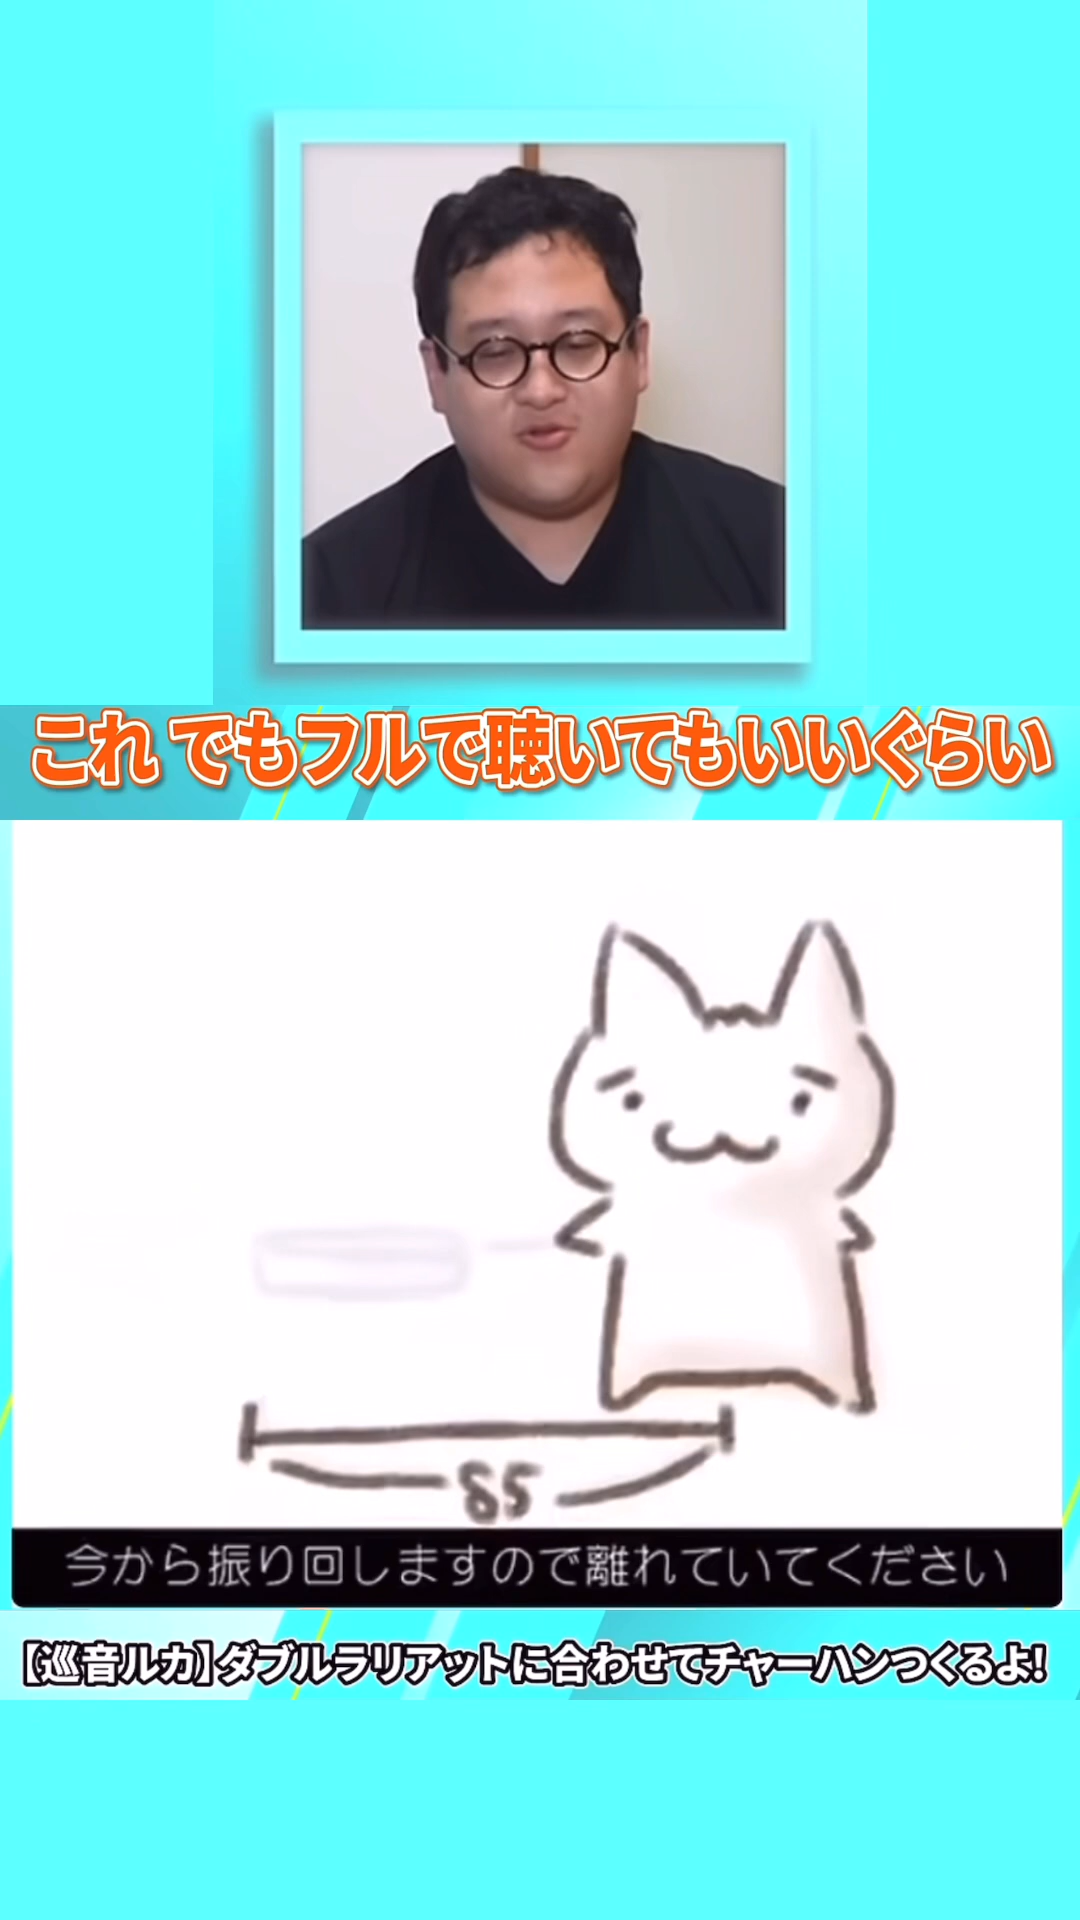 これ でもフルで聴いてもいいぐらい
85
今から振り回しますので離れていてください
【巡音ルカ】ダブルラリアットに合わせてチャーハンつくるよ!